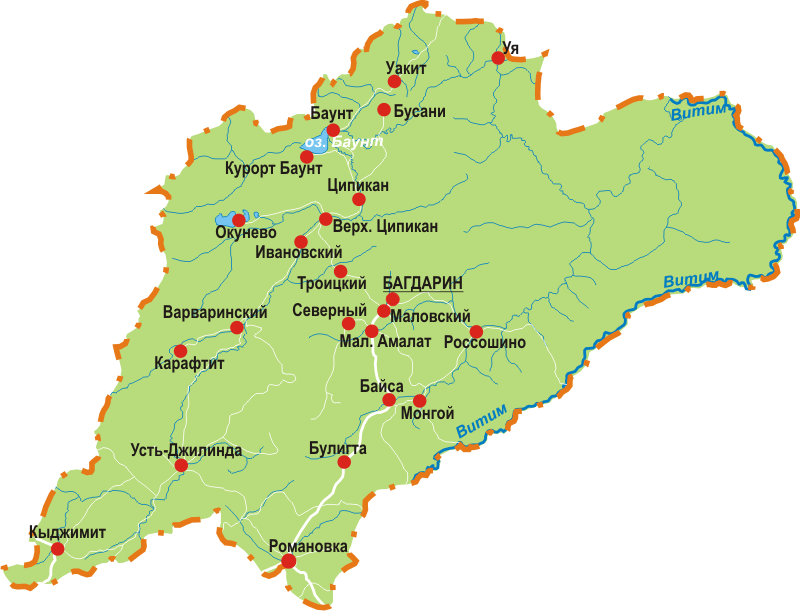 Уя
Уакит
Витим
Баунт
Бусани
оз. Баунт
Курорт Баунт
Ципикан
Окунево
Верх. Ципикан
Ивановский
Витим
Троицкий
БАГДАРИН
Варваринский
Северный
Маловский
Мал. Амалат
Россошино
Карафтит
Байса
Монгой
Витим
Усть-Джилинда
Булигта
Кыджимит
Романовка